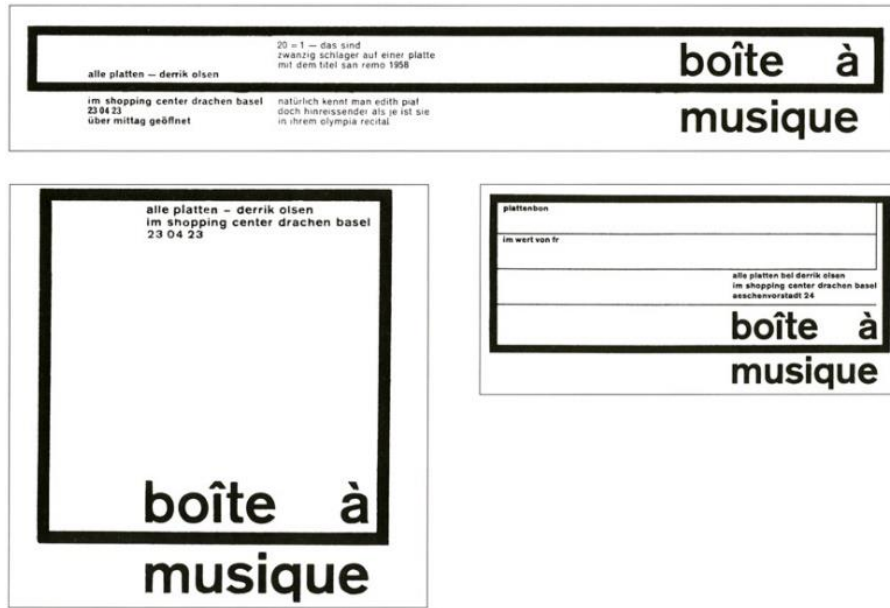 20 = 1 — das sind
zwanzig schlager auf einer platte
mit dem titel san remo 1958
alle platten – derrik olsen
boîte à
im shopping center drachen basel
23 04 23
über mittag geöffnet
natürlich kennt man edith piaf
doch hinreissender als je ist sie
in ihrem olympia recital
musique
alle platten – derrik olsen
im shopping center drachen basel
23 04 23
boîte à
musique
plattenbon
im wert von fr
alle platten bei derrik olsen
im shopping center drachen basel
aeschenvorstadt 24
boîte à
musique